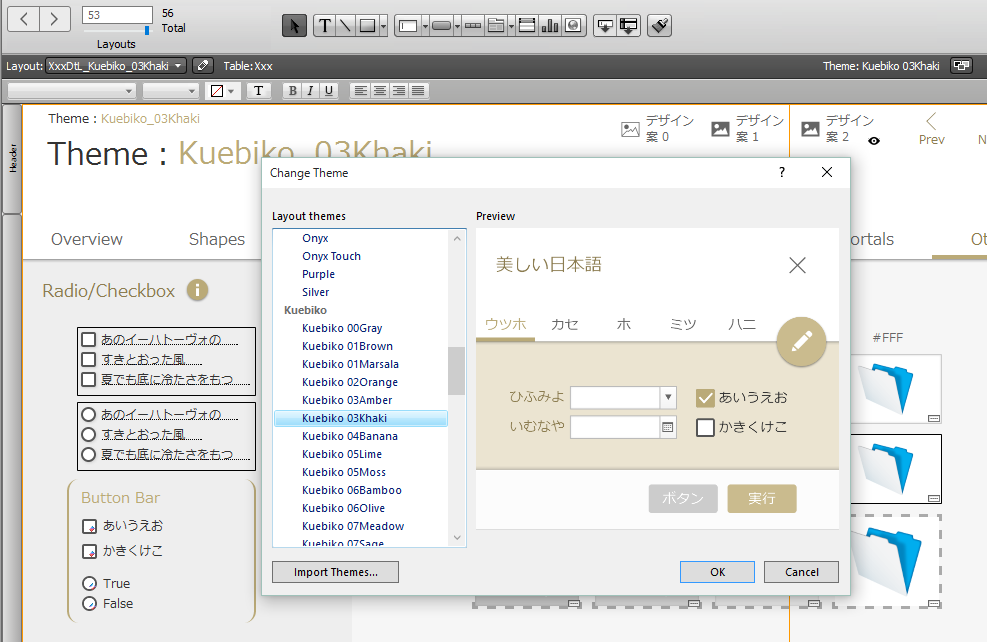 53
56
Total
Layouts
Layout: XxxDtL_Kuebiko_03Khaki
Table: Xxx
Theme: Kuebiko 03Khaki
T
B I U
Header
Theme : Kuebiko_03Khaki
Theme : Kuebiko_03Khaki
デザイン
案 0
デザイン
案 1
デザイン
案 2
Prev
N
Overview
Shapes
ortals
Ot
Radio/Checkbox
i
あのイーハトーヴォの
すきとおった風
夏でも底に冷たさをもつ
あのイーハトーヴォの
すきとおった風
夏でも底に冷たさをもつ
Button Bar
あいうえお
かきくけこ
True
False
#FFF
Change Theme
?
Layout themes
Onyx
Onyx Touch
Purple
Silver
Kuebiko
Kuebiko 00Gray
Kuebiko 01Brown
Kuebiko 01Marsala
Kuebiko 02Orange
Kuebiko 03Amber
Kuebiko 03Khaki
Kuebiko 04Banana
Kuebiko 05Lime
Kuebiko 05Moss
Kuebiko 06Bamboo
Kuebiko 06Olive
Kuebiko 07Meadow
Kuebiko 07Sage
Import Themes...
Preview
美しい日本語
ウツホ カセ ホ ミツ ハニ
ひふみよ
あいうえお
いむなや
かきくけこ
ボタン
実行
OK
Cancel